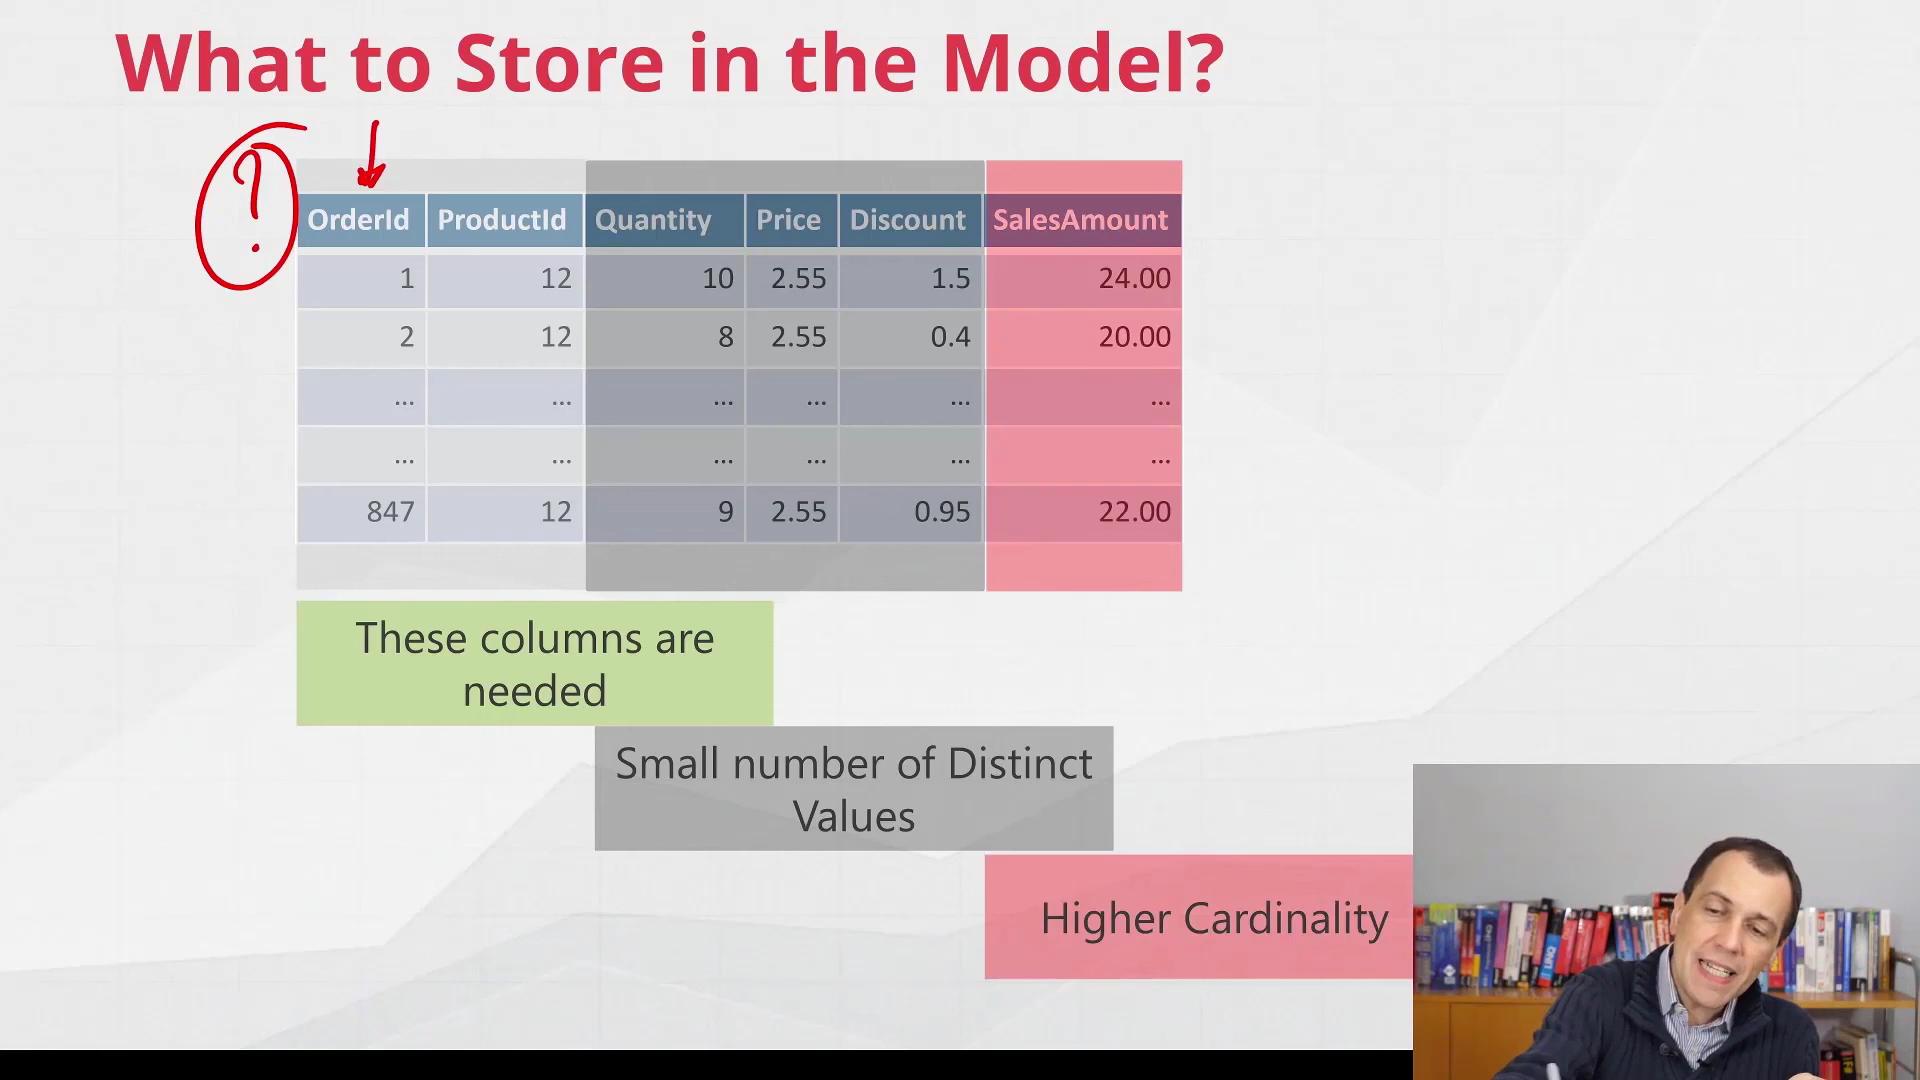 What to Store in the Model?
?
OrderId ProductId Quantity Price Discount SalesAmount
1 12 10 2.55 1.5 24.00
2 12 8 2.55 0.4 20.00
... ... ... ... ... ...
... ... ... ... ... ...
847 12 9 2.55 0.95 22.00
These columns are
needed
Small number of Distinct
Values
Higher Cardinality
LINQ